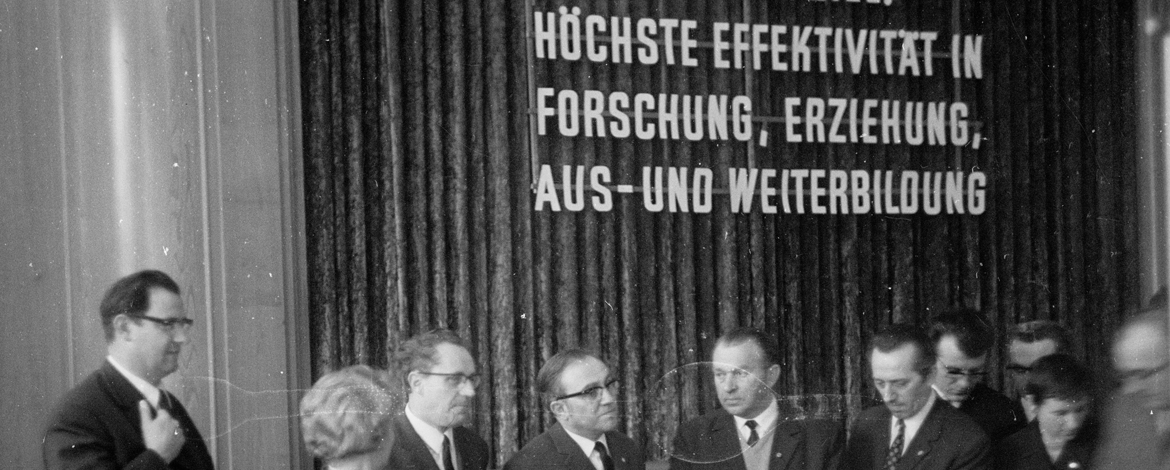 HÖCHSTE EFFEKTIVITÄT IN
FORSCHUNG, ERZIEHUNG,
AUS-UND WEITERBILDUNG